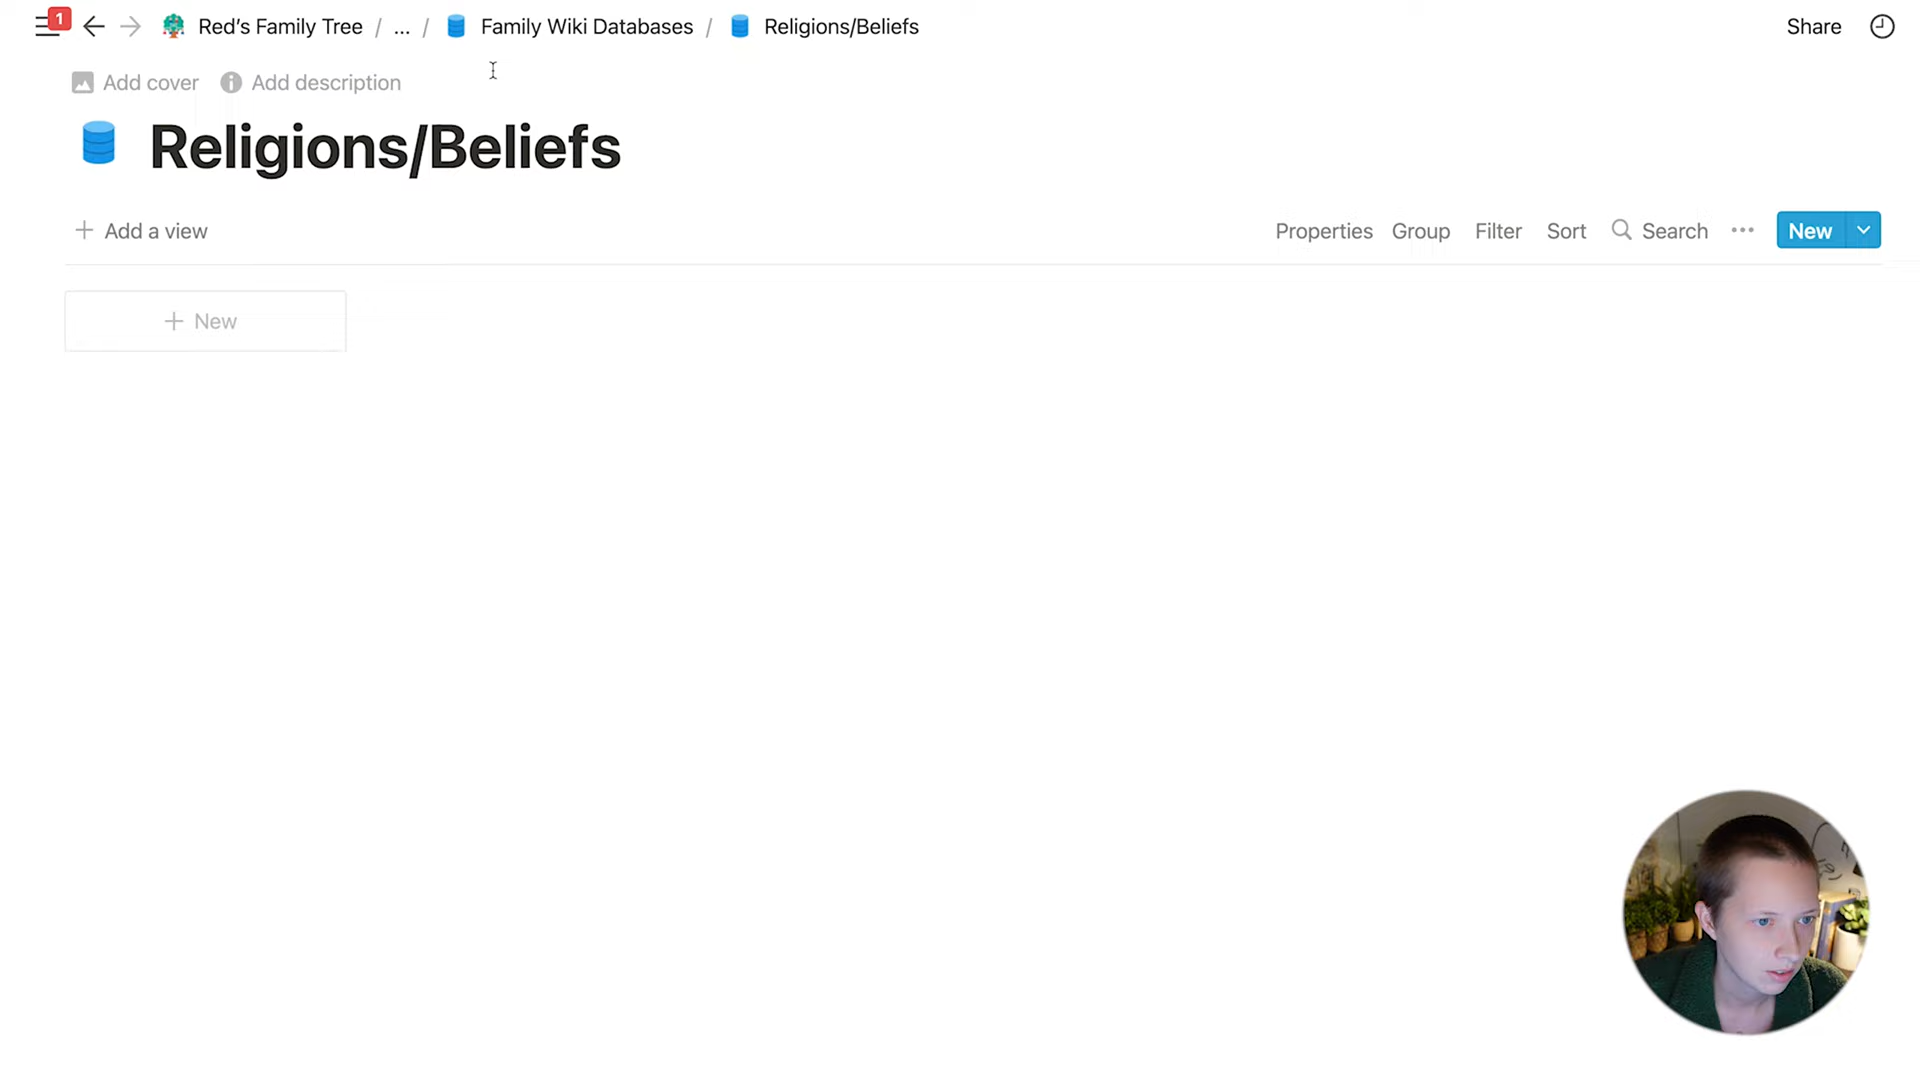 1 Red's Family Tree / ... / Family Wiki Databases / Religions/Beliefs Share
Add cover Add description
Religions/Beliefs
Add a view Properties Group Filter Sort Search ... New
+ New